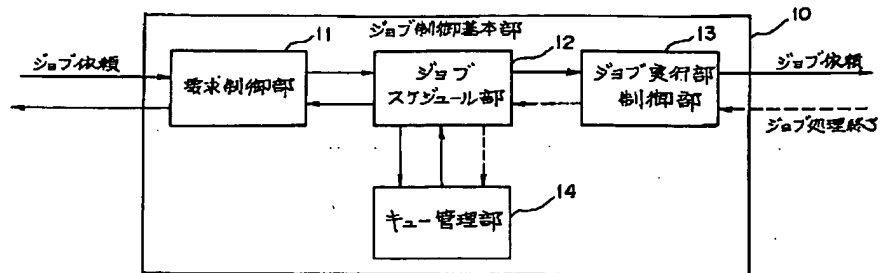 ジョブ制御基本部
10
11
12
13
ジョブ依頼
要求制御部
ジョブ
スケジュール部
ジョブ実行部
制御部
ジョブ依頼
ジョブ処理終了
14
キュー管理部